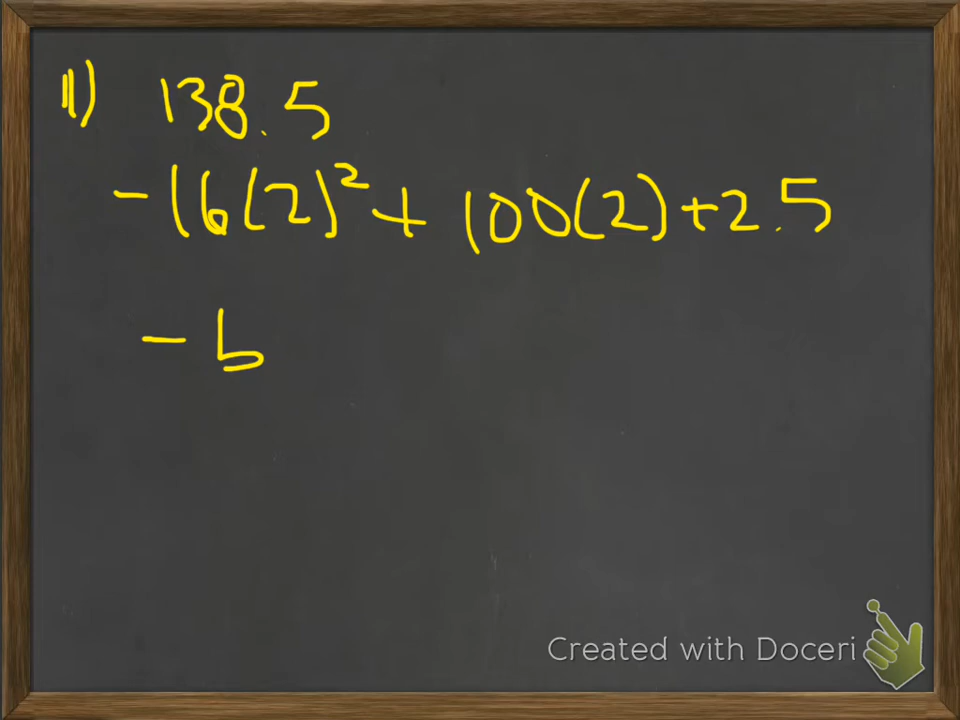 11) 138.5
-16(2)²+ 100(2)+2.5
- b
Created with Doceri